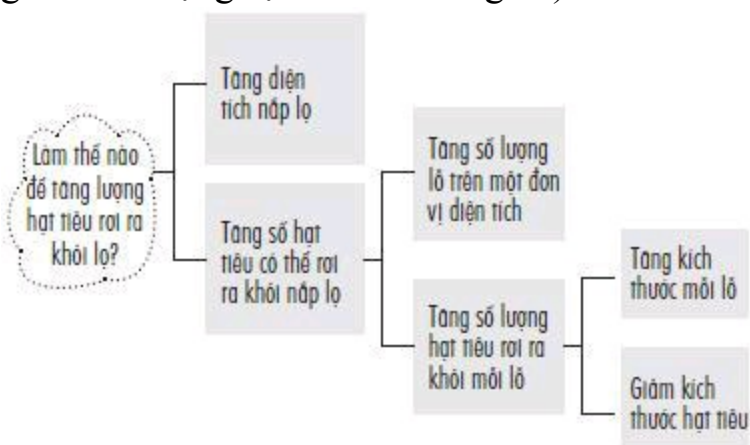 Làm thế nào
để tăng lượng
hạt tiêu rơi ra
khỏi lọ?
Tăng diện
tích nắp lọ
Tăng số hạt
tiêu có thể rơi
ra khỏi nắp lọ
Tăng số lượng
lỗ trên một đơn
vị diện tích
Tăng số lượng
hạt tiêu rơi ra
khỏi mỗi lỗ
Tăng kích
thước mỗi lỗ
Giảm kích
thước hạt tiêu